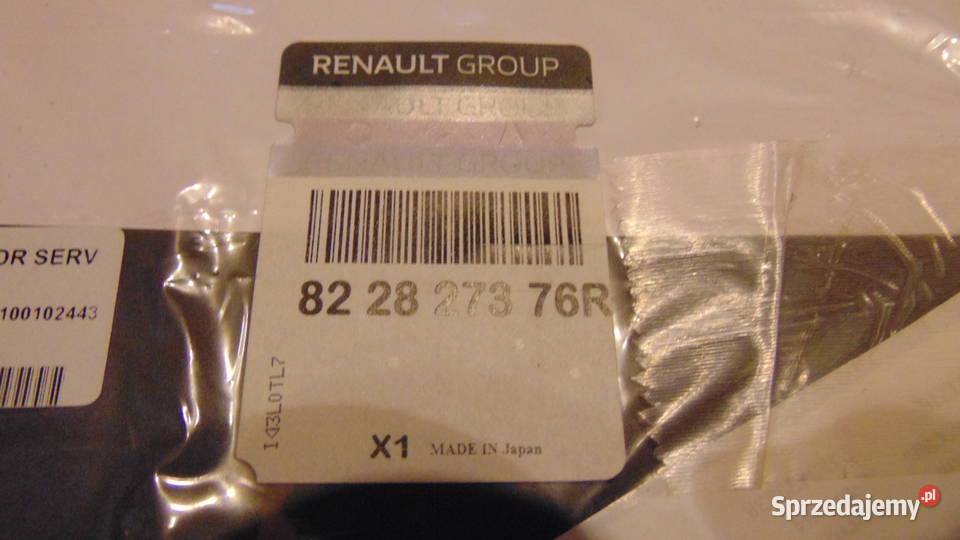 RENAULT GROUP
RENAULT GROUP
RENAULT GROUP
82 28 273 76R
OR SERV
100102443
X1 MADE IN Japan
Sprzedajemy.pl